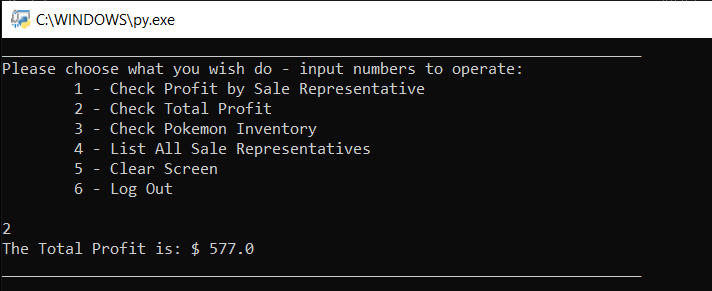 C:\WINDOWS\py.exe
Please choose what you wish do - input numbers to operate:
1 - Check Profit by Sale Representative
2 - Check Total Profit
3 - Check Pokemon Inventory
4 - List All Sale Representatives
5 - Clear Screen
6 - Log Out
2
The Total Profit is: $ 577.0